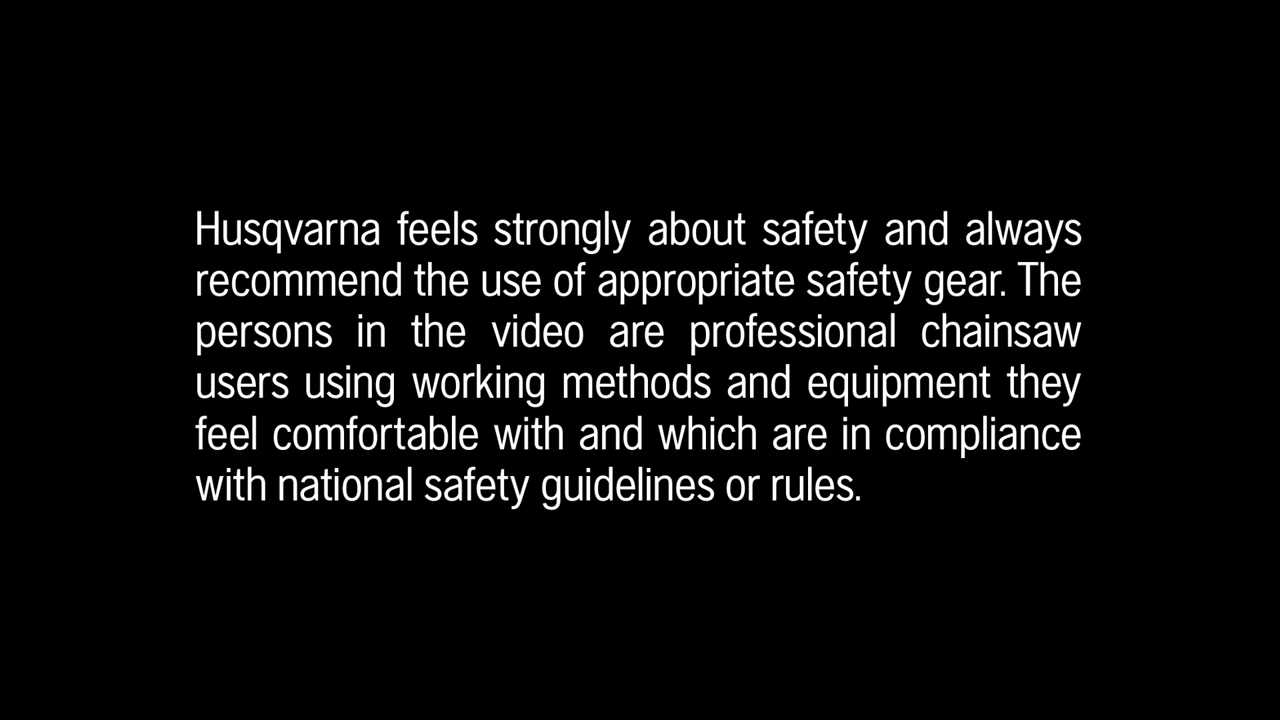 Husqvarna feels strongly about safety and always
recommend the use of appropriate safety gear. The
persons in the video are professional chainsaw
users using working methods and equipment they
feel comfortable with and which are in compliance
with national safety guidelines or rules.